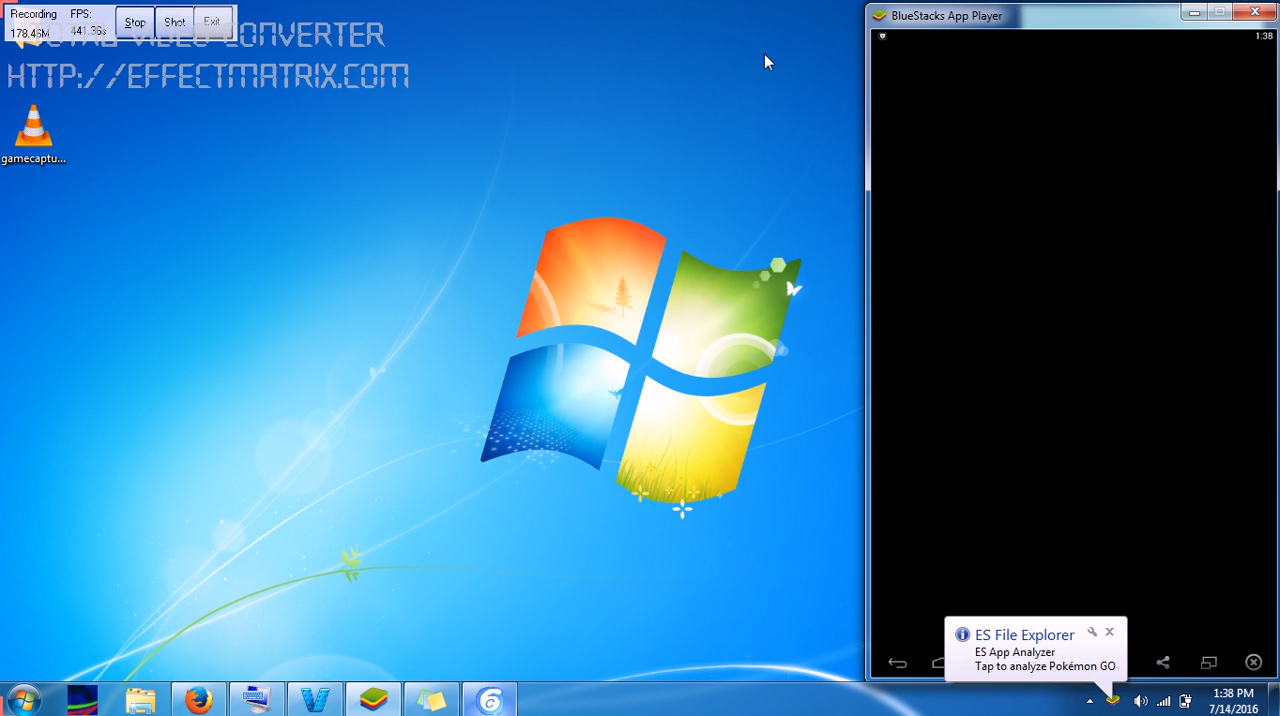 Recording FPS:
178.46M 441.36s
Stop
Shot
Exit
VIDEO CONVERTER
HTTP://EFFECTMATRIX.COM
gamecaptu...
BlueStacks App Player
1:38
ES File Explorer
ES App Analyzer
Tap to analyze Pokémon GO
1:38 PM
7/14/2016